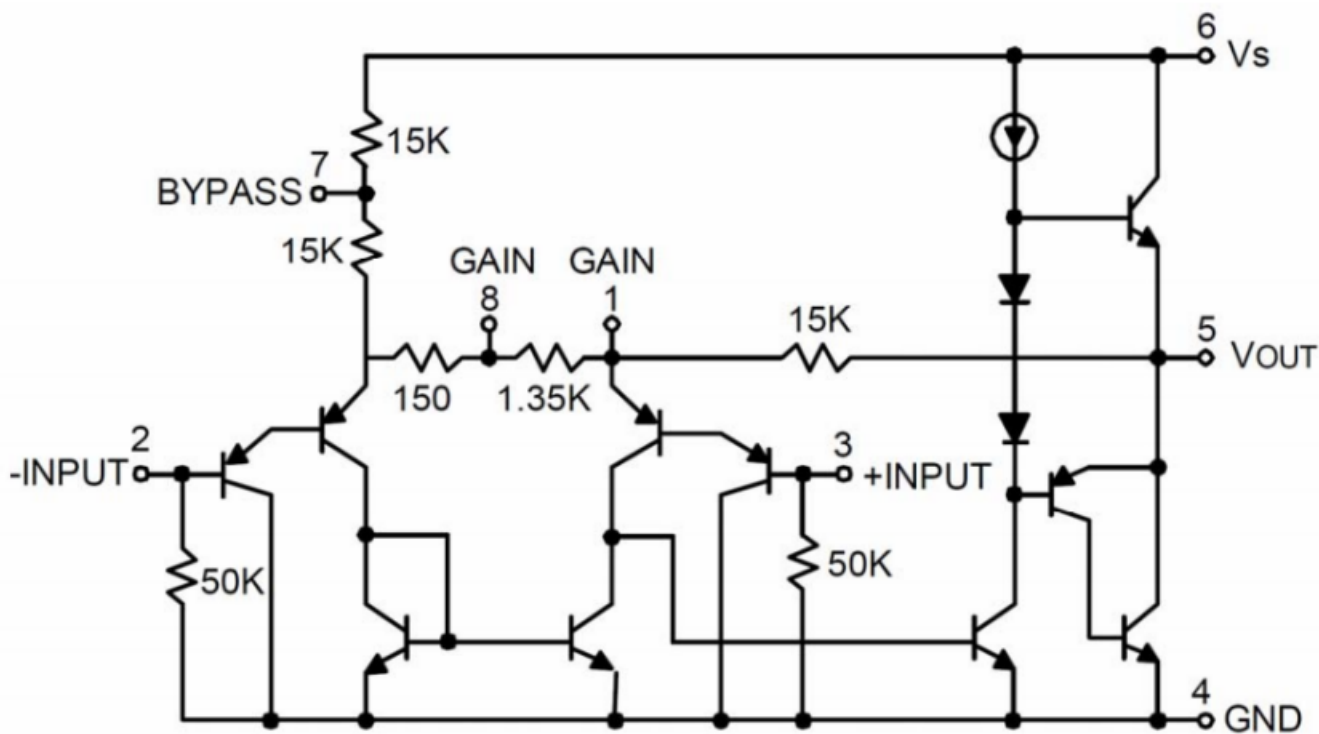 6
Vs
15K
7
BYPASS
15K
GAIN GAIN
8 1
15K
5
VOUT
150 1.35K
2
-INPUT
3
+INPUT
50K
50K
4
GND